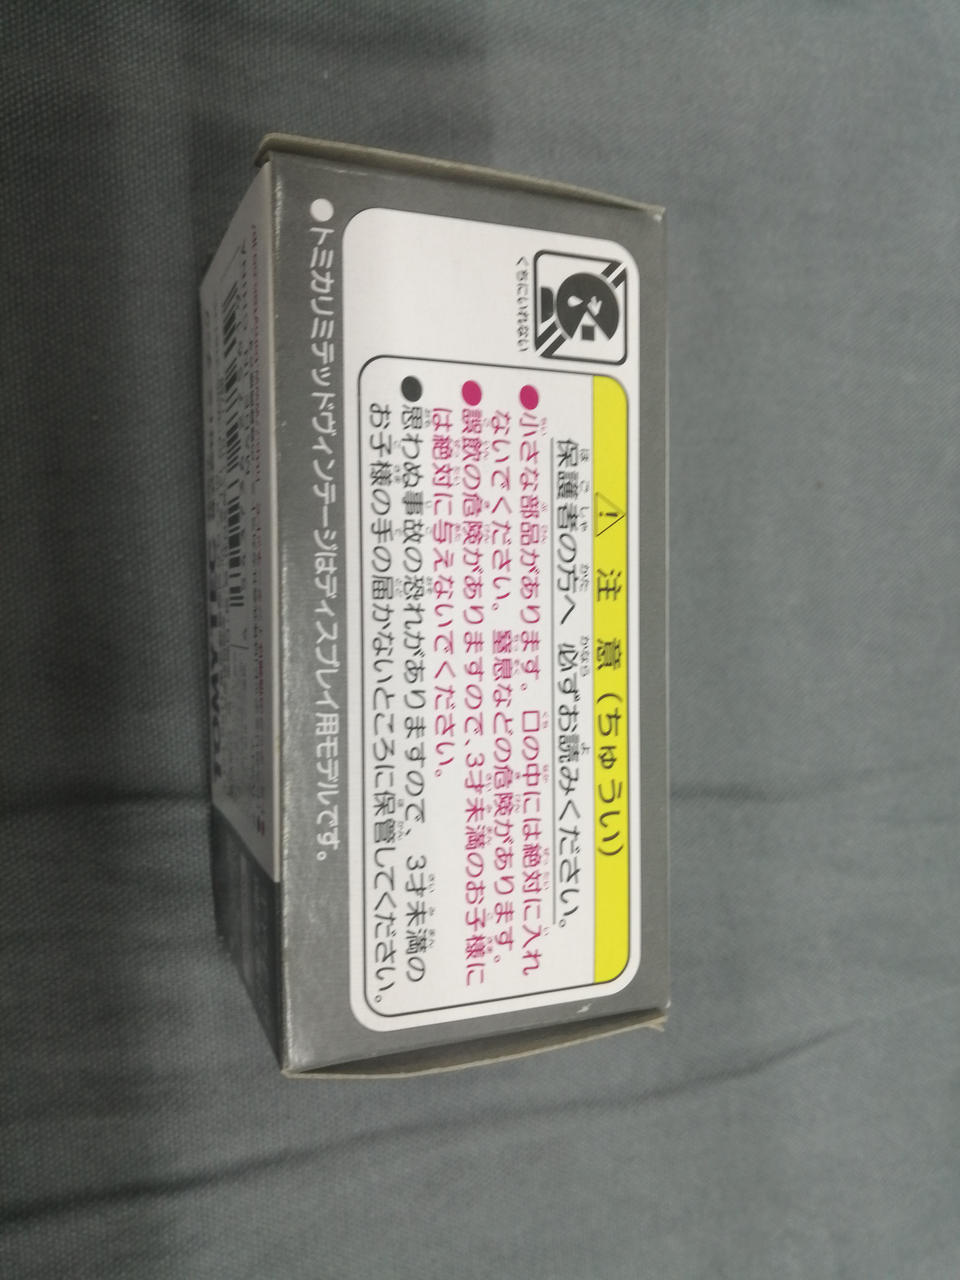 くちにいれない
⚠ 注 意 (ちゅうい)
保護者の方へ 必ずお読みください。
●小さな部品があります。口の中には絶対に入れ
ないでください。窒息などの危険があります。
●誤飲の危険がありますので、3才未満のお子様に
は絶対に与えないでください。
●思わぬ事故の恐れがありますので、3才未満の
お子様の手の届かないところに保管してください。
●トミカリミテッドヴィンテージはディスプレイ用モデルです。